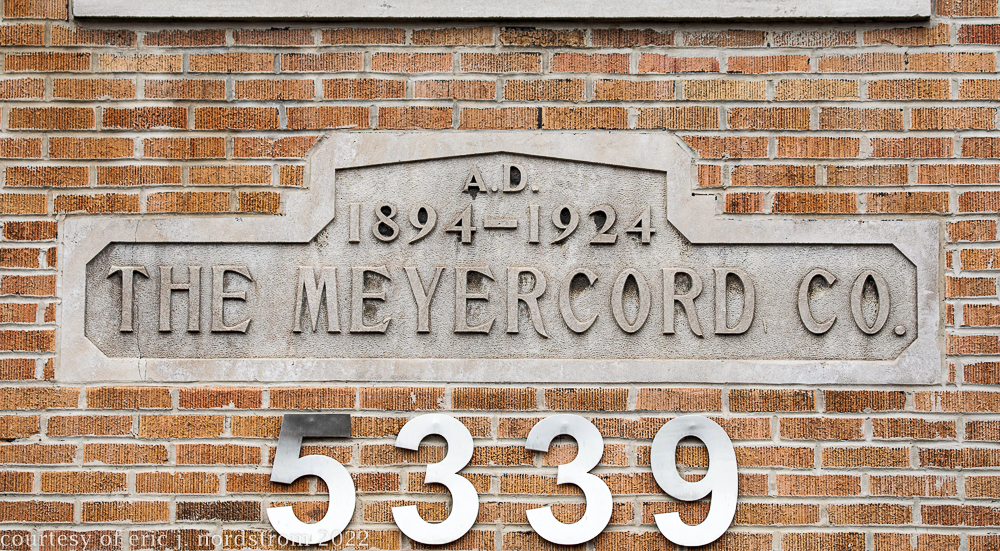 A.D.
1894–1924
THE MEYERCORD CO.
5339
courtesy of eric j. nordstrom 2022